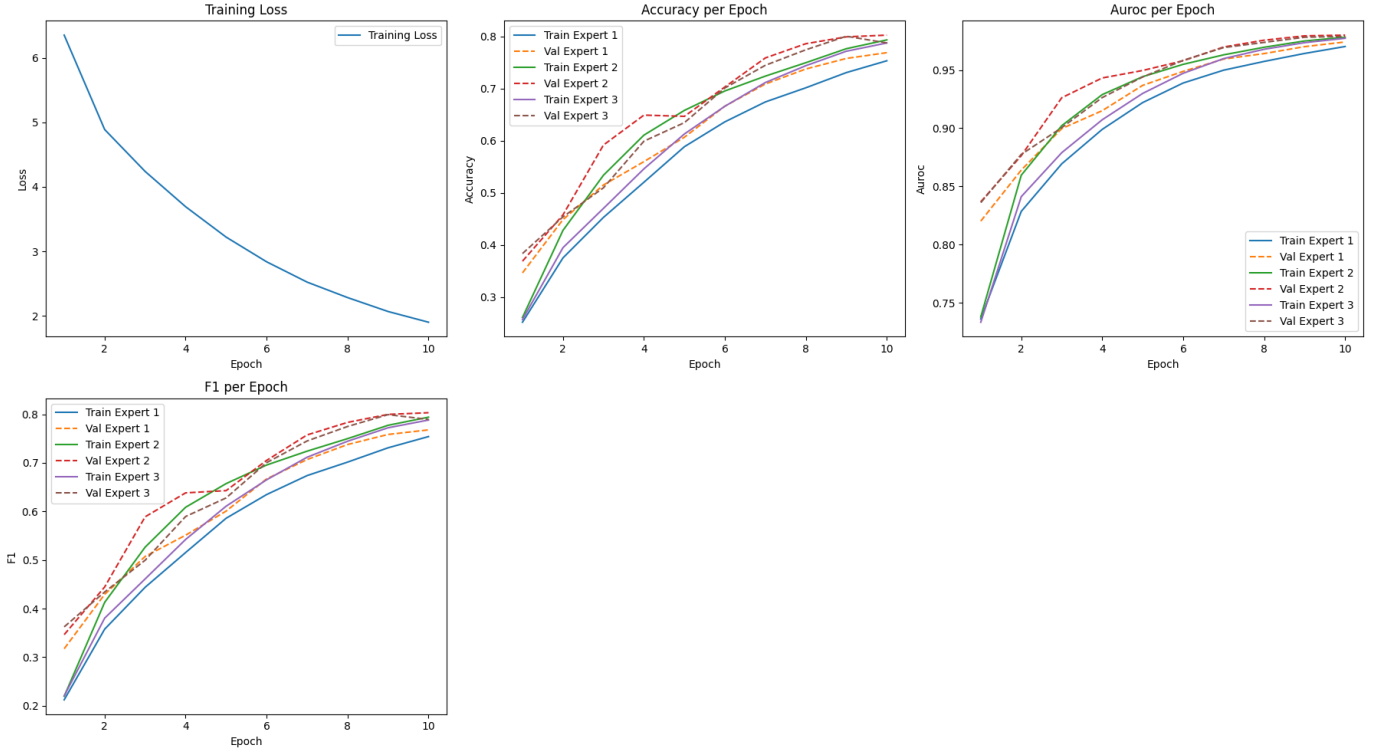 Training Loss
Training Loss
6
5
4
3
2
Loss
2
4
6
8
10
Epoch
Accuracy per Epoch
Train Expert 1
Val Expert 1
Train Expert 2
Val Expert 2
Train Expert 3
Val Expert 3
0.8
0.7
0.6
0.5
0.4
0.3
Accuracy
2
4
6
8
10
Epoch
Auroc per Epoch
0.95
0.90
0.85
0.80
0.75
Auroc
Train Expert 1
Val Expert 1
Train Expert 2
Val Expert 2
Train Expert 3
Val Expert 3
2
4
6
8
10
Epoch
F1 per Epoch
Train Expert 1
Val Expert 1
Train Expert 2
Val Expert 2
Train Expert 3
Val Expert 3
0.8
0.7
0.6
0.5
0.4
0.3
0.2
F1
2
4
6
8
10
Epoch